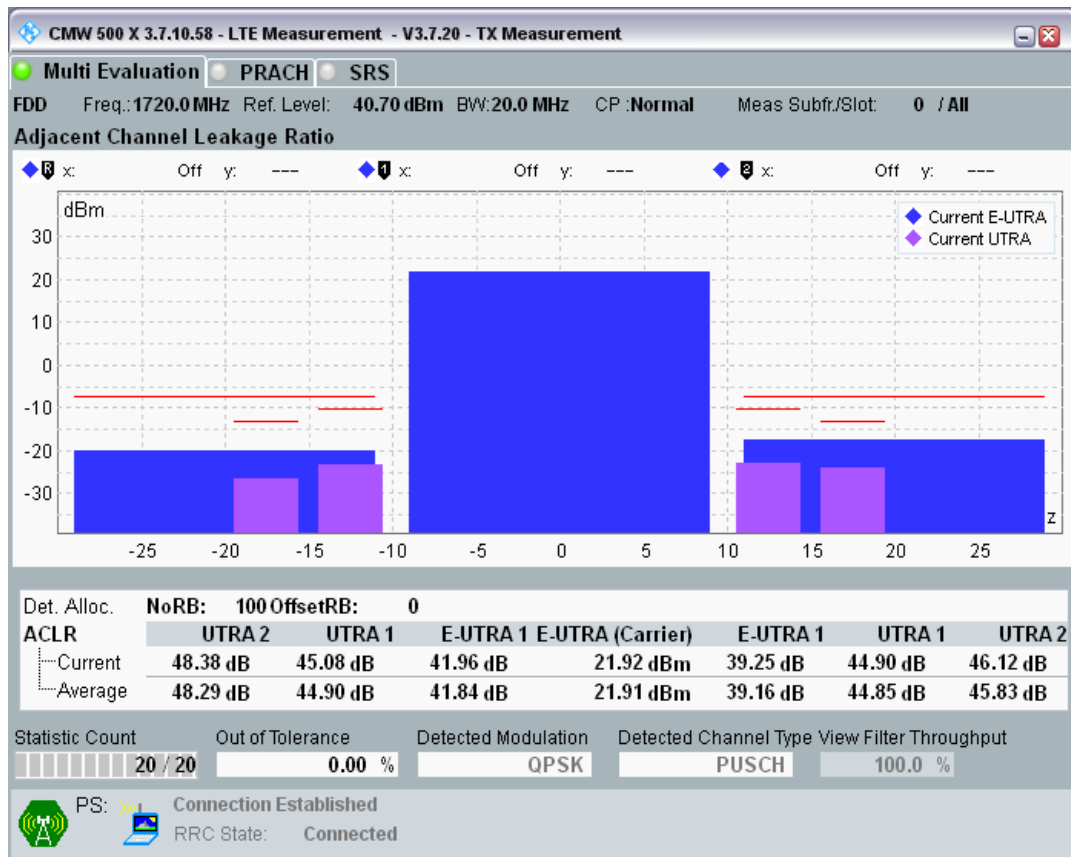 CMW 500 X 3.7.10.58 - LTE Measurement - V3.7.20 - TX Measurement
Multi Evaluation PRACH SRS
FDD Freq.: 1720.0 MHz Ref. Level: 40.70 dBm BW: 20.0 MHz CP : Normal Meas Subfr./Slot: 0 / All
Adjacent Channel Leakage Ratio
R x: Off y: --- 1 x: Off y: --- 2 x: Off y: ---
dBm
Current E-UTRA
Current UTRA
30
20
10
0
-10
-20
-30
z
-25 -20 -15 -10 -5 0 5 10 15 20 25
Det. Alloc. NoRB: 100 OffsetRB: 0
ACLR UTRA 2 UTRA 1 E-UTRA 1 E-UTRA (Carrier) E-UTRA 1 UTRA 1 UTRA 2
Current 48.38 dB 45.08 dB 41.96 dB 21.92 dBm 39.25 dB 44.90 dB 46.12 dB
Average 48.29 dB 44.90 dB 41.84 dB 21.91 dBm 39.16 dB 44.85 dB 45.83 dB
Statistic Count Out of Tolerance Detected Modulation Detected Channel Type View Filter Throughput
20 / 20 0.00 % QPSK PUSCH 100.0 %
PS: Connection Established
RRC State: Connected